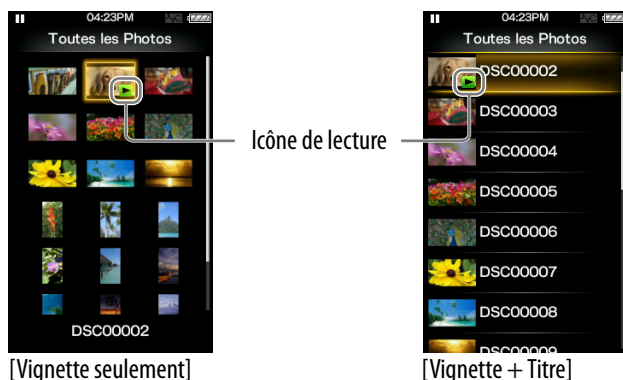 04:23PM
Toutes les Photos
DSC00002
[Vignette seulement]
Icône de lecture
04:23PM
Toutes les Photos
DSC00002
DSC00003
DSC00004
DSC00005
DSC00006
DSC00007
DSC00008
DSC00009
[Vignette + Titre]